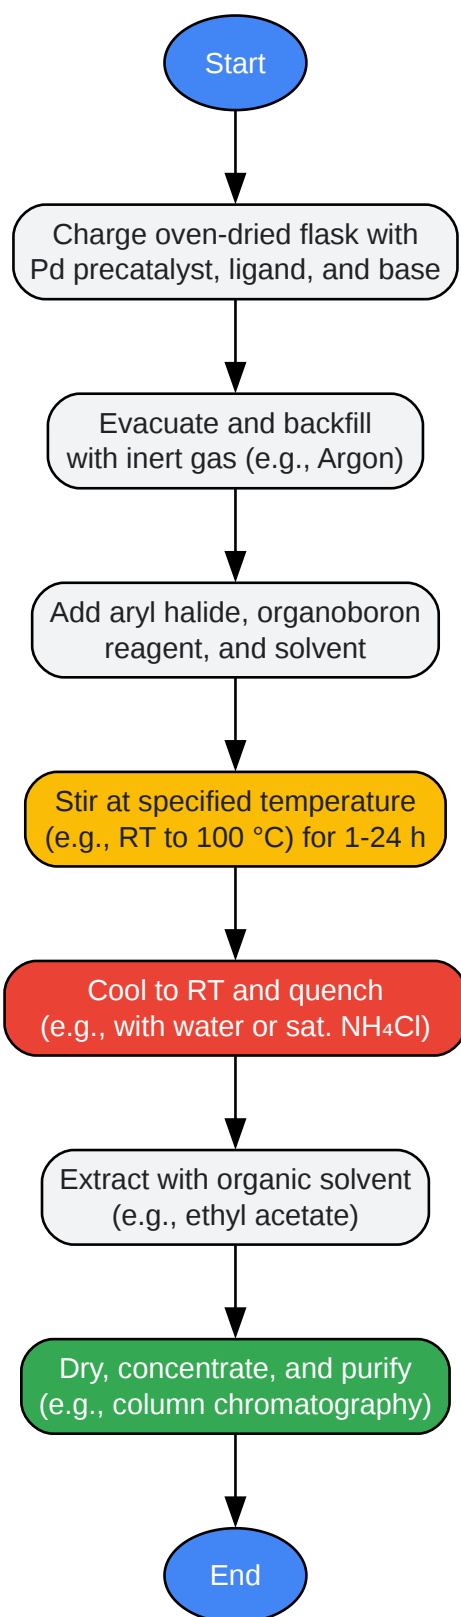 Start
Charge oven-dried flask with
Pd precatalyst, ligand, and base
Evacuate and backfill
with inert gas (e.g., Argon)
Add aryl halide, organoboron
reagent, and solvent
Stir at specified temperature
(e.g., RT to 100 °C) for 1-24 h
Cool to RT and quench
(e.g., with water or sat. NH₄Cl)
Extract with organic solvent
(e.g., ethyl acetate)
Dry, concentrate, and purify
(e.g., column chromatography)
End